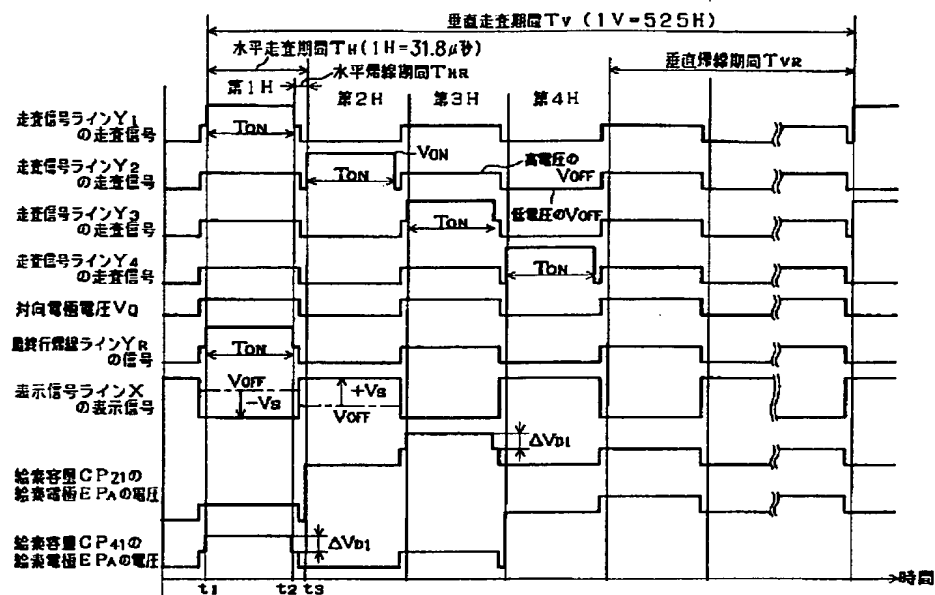 垂直走査期間TV(1V=525H)
水平走査期間TH(1H=31.8μ秒)
水平帰線期間THR
垂直帰線期間TVR
第1H
第2H
第3H
第4H
走査信号ラインY1
の走査信号
TON
VON
高電圧の
VOFF
走査信号ラインY2
の走査信号
TON
低電圧のVOFF
走査信号ラインY3
の走査信号
TON
走査信号ラインY4
の走査信号
TON
対向電極電圧VO
最終行帰線ラインYR
の信号
TON
表示信号ラインX
の表示信号
VOFF
-VS
+VS
VOFF
ΔVD1
絵素容量CP21の
絵素電極EPAの電圧
絵素容量CP41の
絵素電極EPAの電圧
ΔVD1
t1
t2
t3
時間